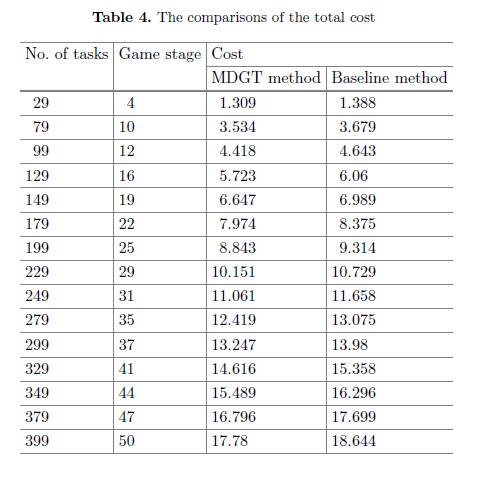 Table 4. The comparisons of the total cost
No. of tasks Game stage Cost
MDGT method Baseline method
29 4 1.309 1.388
79 10 3.534 3.679
99 12 4.418 4.643
129 16 5.723 6.06
149 19 6.647 6.989
179 22 7.974 8.375
199 25 8.843 9.314
229 29 10.151 10.729
249 31 11.061 11.658
279 35 12.419 13.075
299 37 13.247 13.98
329 41 14.616 15.358
349 44 15.489 16.296
379 47 16.796 17.699
399 50 17.78 18.644